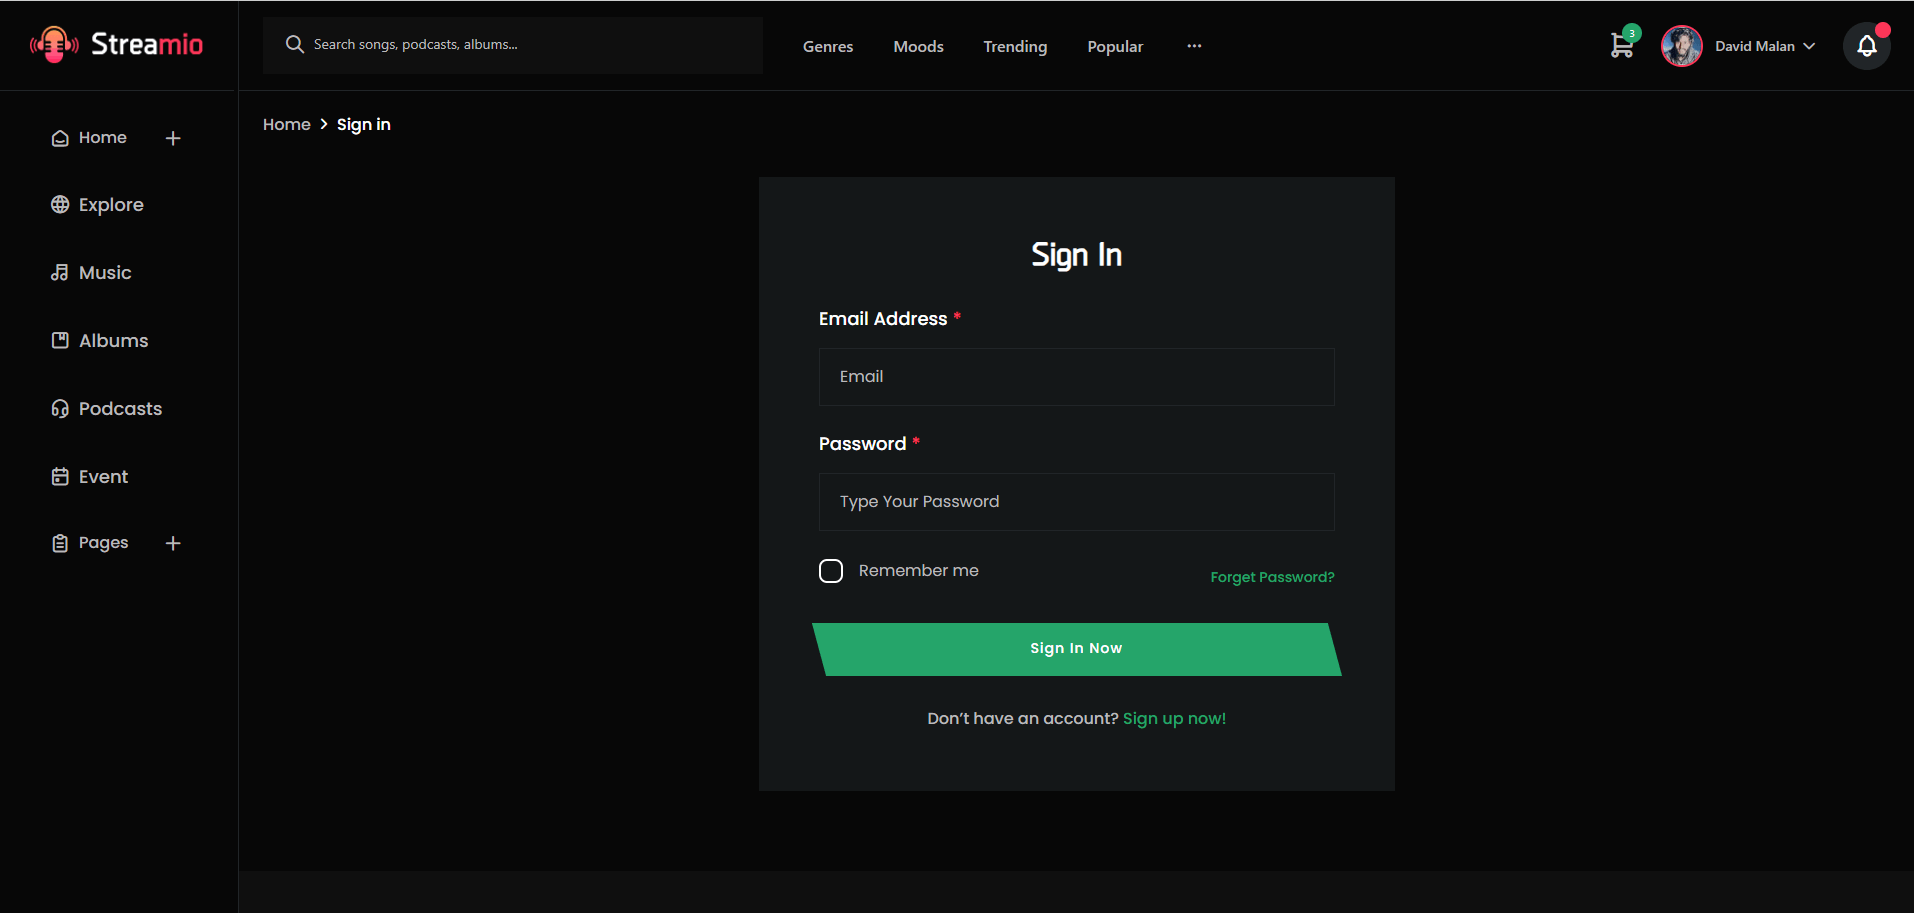 Streamio
Search songs, podcasts, albums...
Genres
Moods
Trending
Popular
3
David Malan
Home
Explore
Music
Albums
Podcasts
Event
Pages
Home > Sign in
Sign In
Email Address *
Email
Password *
Type Your Password
Remember me
Forget Password?
Sign In Now
Don’t have an account? Sign up now!